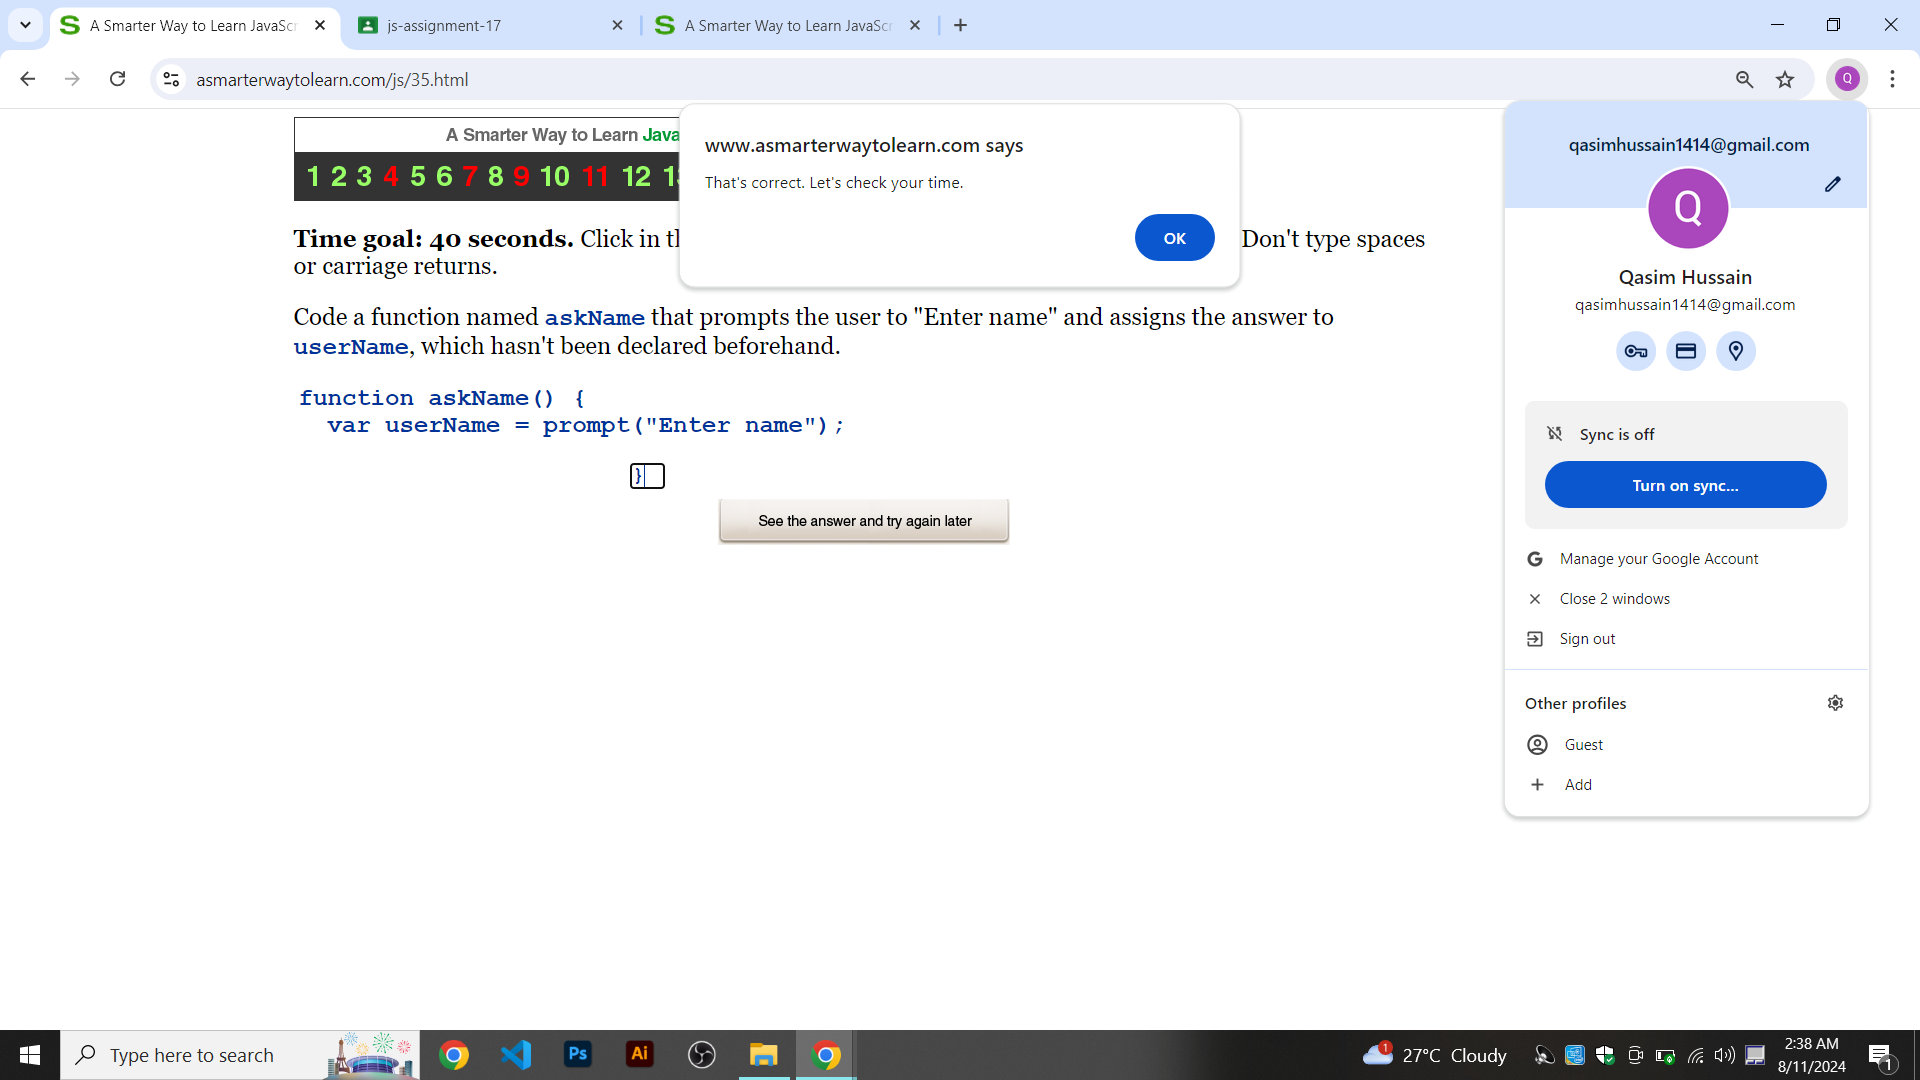 A Smarter Way to Learn JavaScr
js-assignment-17
A Smarter Way to Learn JavaScr
asmarterwaytolearn.com/js/35.html
Q
A Smarter Way to Learn Java
1 2 3 4 5 6 7 8 9 10 11 12 13
www.asmarterwaytolearn.com says
That's correct. Let's check your time.
OK
Time goal: 40 seconds. Click in th Don't type spaces
or carriage returns.
Code a function named askName that prompts the user to "Enter name" and assigns the answer to
userName, which hasn't been declared beforehand.
function askName() {
var userName = prompt("Enter name");
}
See the answer and try again later
qasimhussain1414@gmail.com
Q
Qasim Hussain
qasimhussain1414@gmail.com
Sync is off
Turn on sync...
Manage your Google Account
Close 2 windows
Sign out
Other profiles
Guest
Add
Type here to search
Ps
Ai
1
27°C Cloudy
2:38 AM
8/11/2024
1